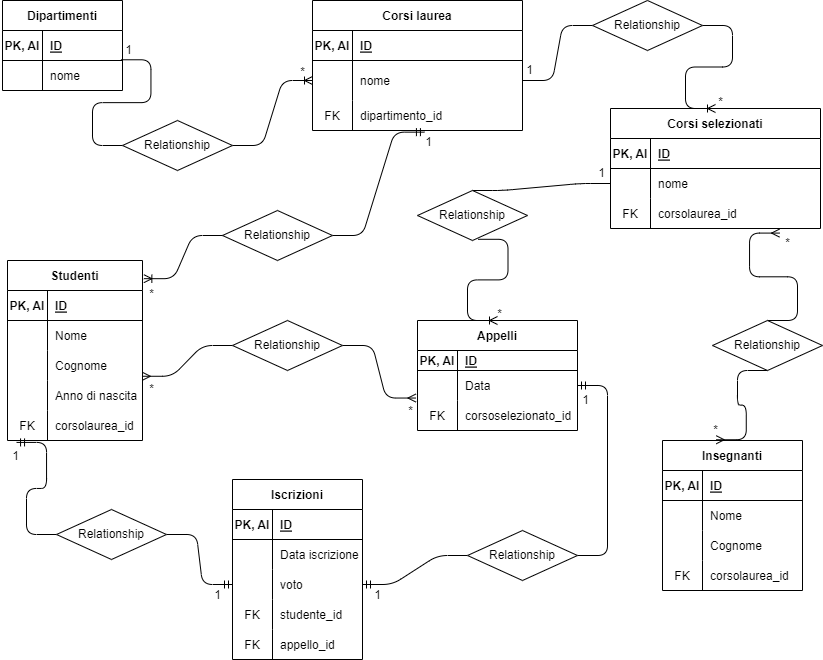 Dipartimenti
PK, AI ID
nome
1
Relationship
*
Corsi laurea
PK, AI ID
nome
FK dipartimento_id
1
1
Relationship
*
Corsi selezionati
PK, AI ID
nome
FK corsolaurea_id
1
*
Relationship
*
Relationship
*
Studenti
PK, AI ID
Nome
Cognome
Anno di nascita
FK corsolaurea_id
*
1
Relationship
*
Appelli
PK, AI ID
Data
FK corsoselezionato_id
1
Relationship
*
Insegnanti
PK, AI ID
Nome
Cognome
FK corsolaurea_id
Relationship
1
Iscrizioni
PK, AI ID
Data iscrizione
voto
FK studente_id
FK appello_id
1
Relationship